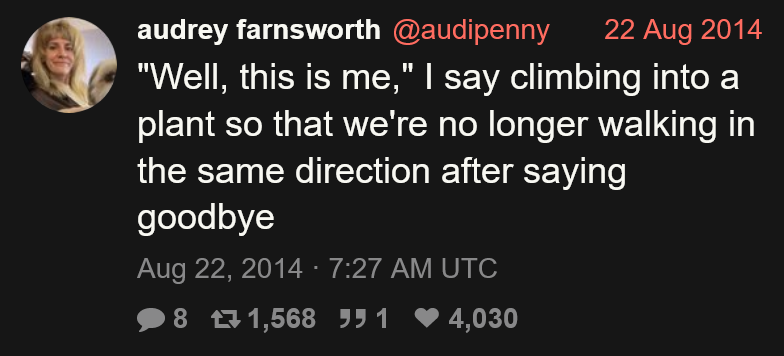 audrey farnsworth @audipenny 22 Aug 2014
"Well, this is me," I say climbing into a
plant so that we're no longer walking in
the same direction after saying
goodbye
Aug 22, 2014 · 7:27 AM UTC
8 1,568 1 4,030